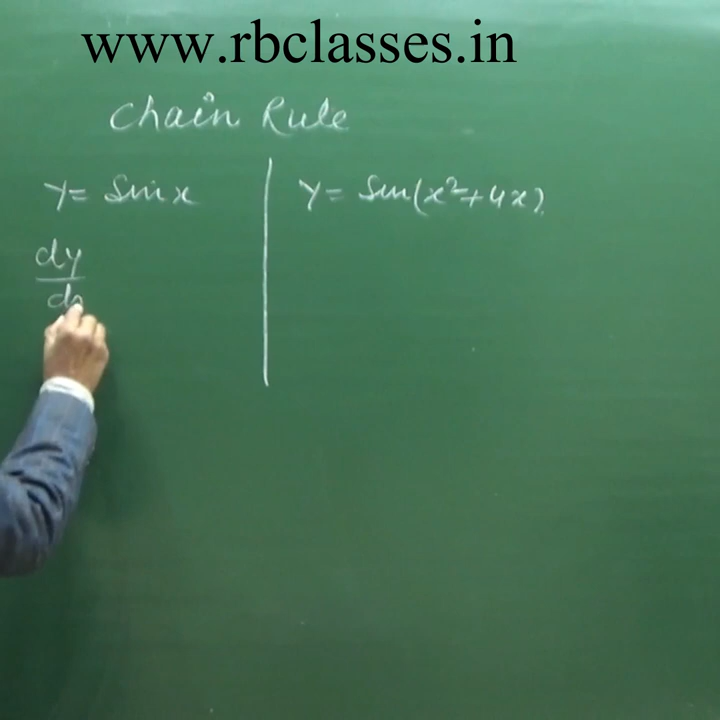 www.rbclasses.in
Chain Rule
y = Sin x
y = Sin(x²+4x).
dy
d